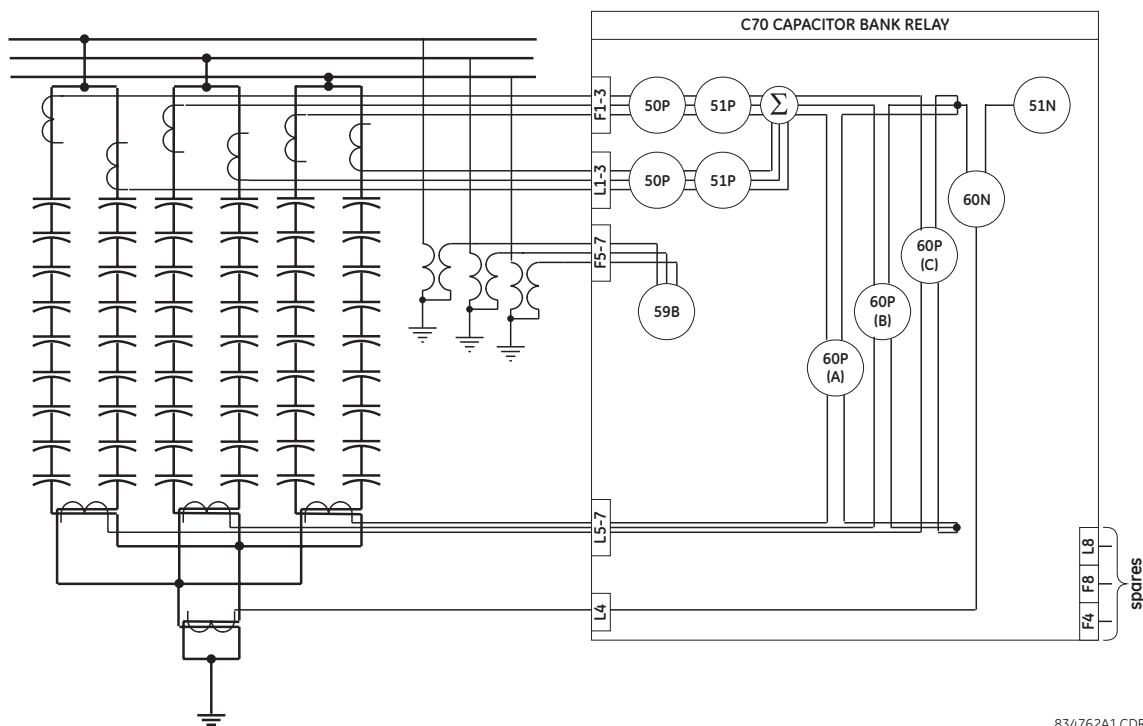 C70 CAPACITOR BANK RELAY
F1-3
50P
51P
Σ
51N
L1-3
50P
51P
60N
F5-7
60P
(C)
59B
60P
(B)
60P
(A)
L5-7
L8
F8
F4
spares
L4
834762A1.CDR